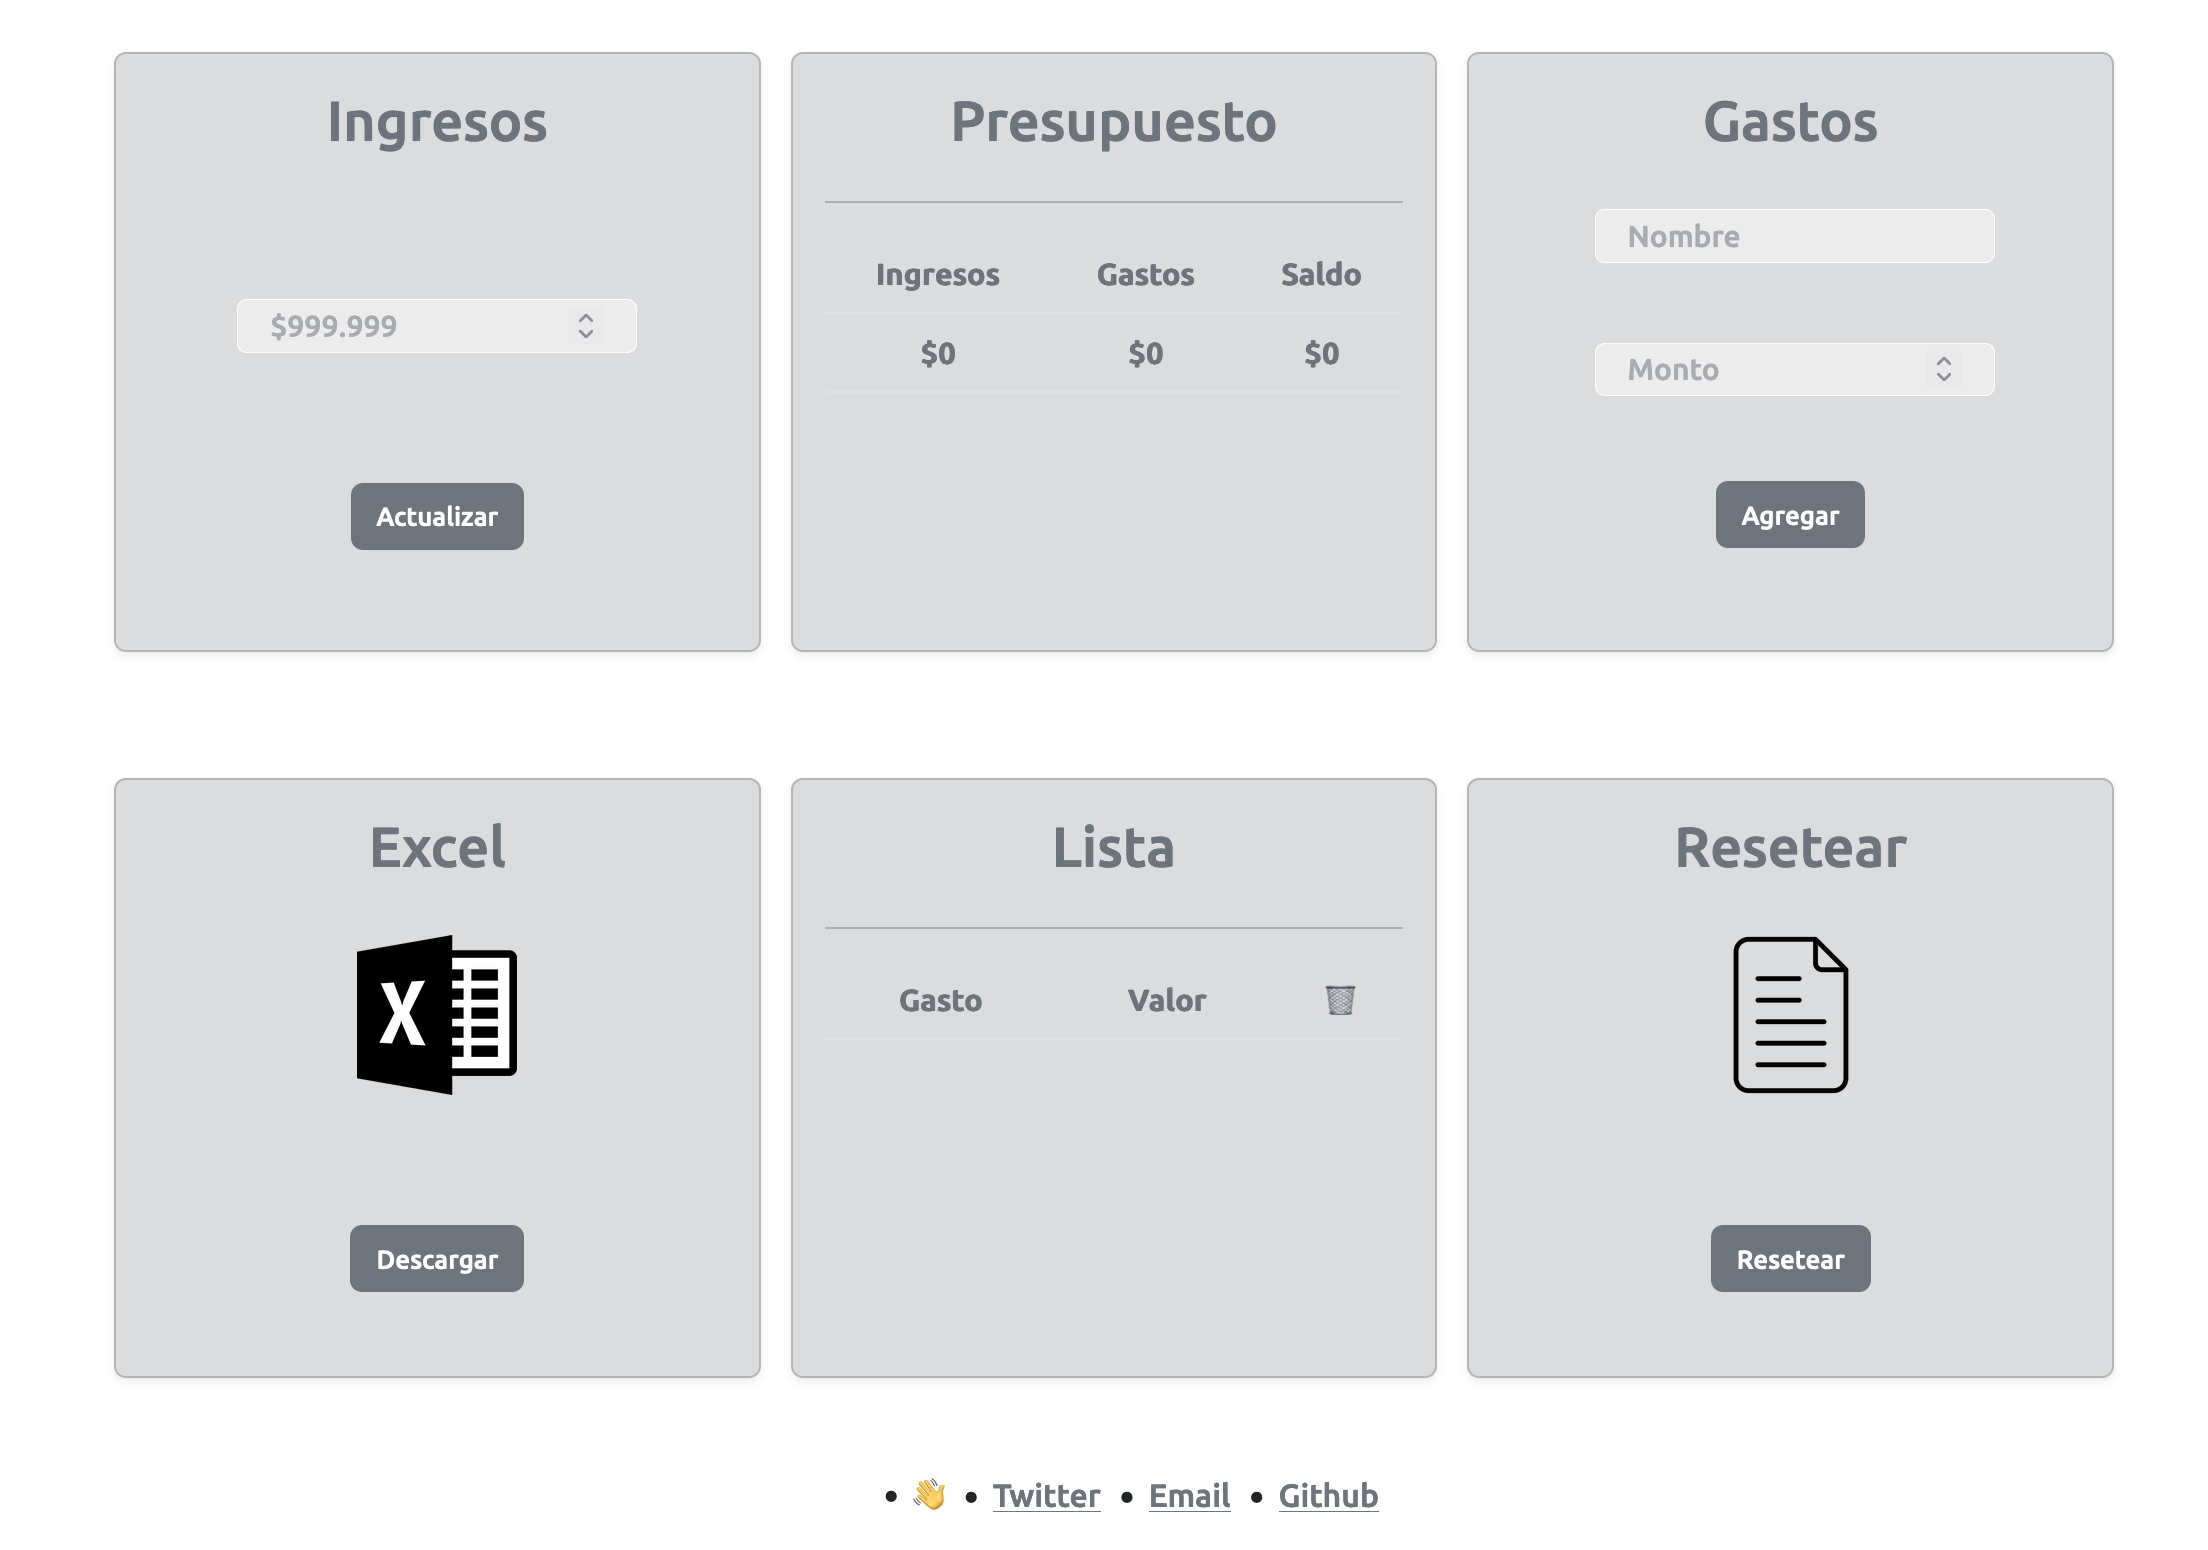 Ingresos
$999.999
Actualizar
Presupuesto
Ingresos Gastos Saldo
$0 $0 $0
Gastos
Nombre
Monto
Agregar
Excel
X
Descargar
Lista
Gasto Valor 🗑️
Resetear
Resetear
• 👋 • Twitter • Email • Github